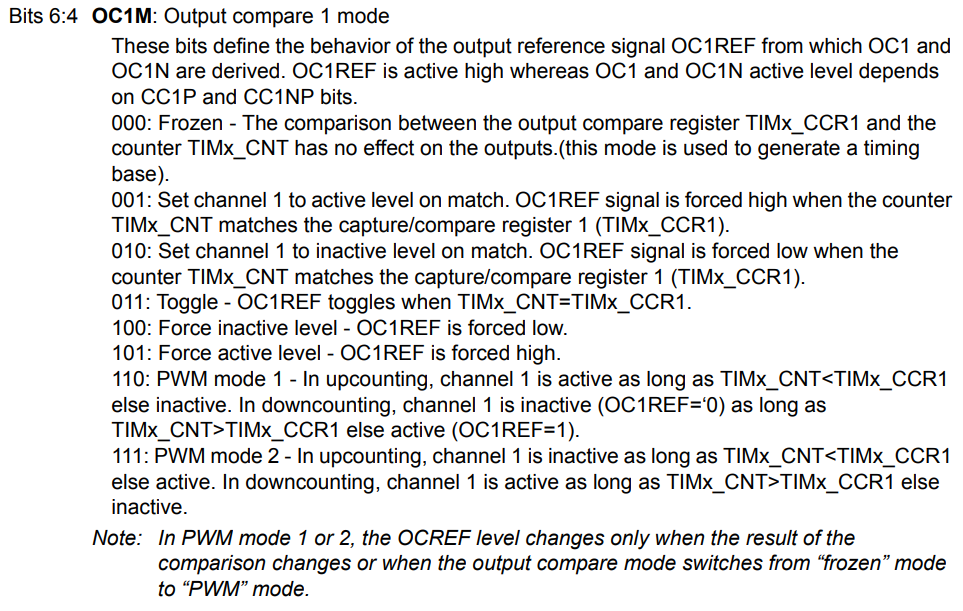 Bits 6:4 OC1M: Output compare 1 mode
These bits define the behavior of the output reference signal OC1REF from which OC1 and
OC1N are derived. OC1REF is active high whereas OC1 and OC1N active level depends
on CC1P and CC1NP bits.
000: Frozen - The comparison between the output compare register TIMx_CCR1 and the
counter TIMx_CNT has no effect on the outputs.(this mode is used to generate a timing
base).
001: Set channel 1 to active level on match. OC1REF signal is forced high when the counter
TIMx_CNT matches the capture/compare register 1 (TIMx_CCR1).
010: Set channel 1 to inactive level on match. OC1REF signal is forced low when the
counter TIMx_CNT matches the capture/compare register 1 (TIMx_CCR1).
011: Toggle - OC1REF toggles when TIMx_CNT=TIMx_CCR1.
100: Force inactive level - OC1REF is forced low.
101: Force active level - OC1REF is forced high.
110: PWM mode 1 - In upcounting, channel 1 is active as long as TIMx_CNT<TIMx_CCR1
else inactive. In downcounting, channel 1 is inactive (OC1REF=‘0) as long as
TIMx_CNT>TIMx_CCR1 else active (OC1REF=1).
111: PWM mode 2 - In upcounting, channel 1 is inactive as long as TIMx_CNT<TIMx_CCR1
else active. In downcounting, channel 1 is active as long as TIMx_CNT>TIMx_CCR1 else
inactive.
Note: In PWM mode 1 or 2, the OCREF level changes only when the result of the
comparison changes or when the output compare mode switches from “frozen” mode
to “PWM” mode.